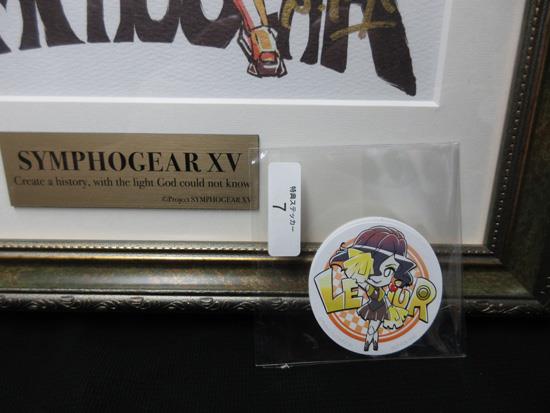 SYMPHOGEAR XV
Create a history, with the light God could not know
©Project SYMPHOGEAR XV
特典ステッカー
7
LEMUR